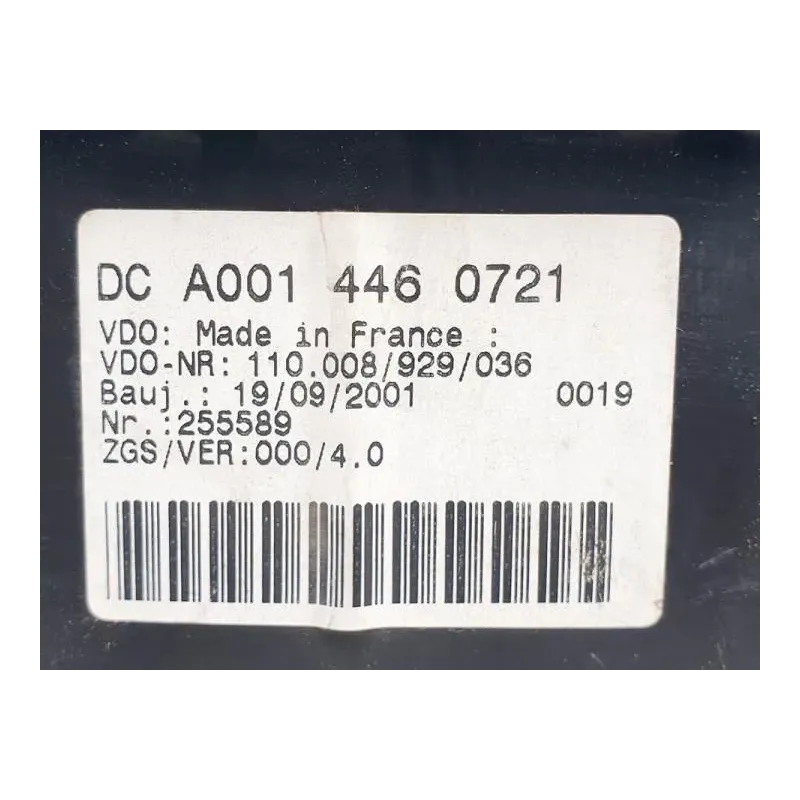 DC A001 446 0721
VDO: Made in France :
VDO-NR: 110.008/929/036
Bauj.: 19/09/2001 0019
Nr.:255589
ZGS/VER:000/4.0